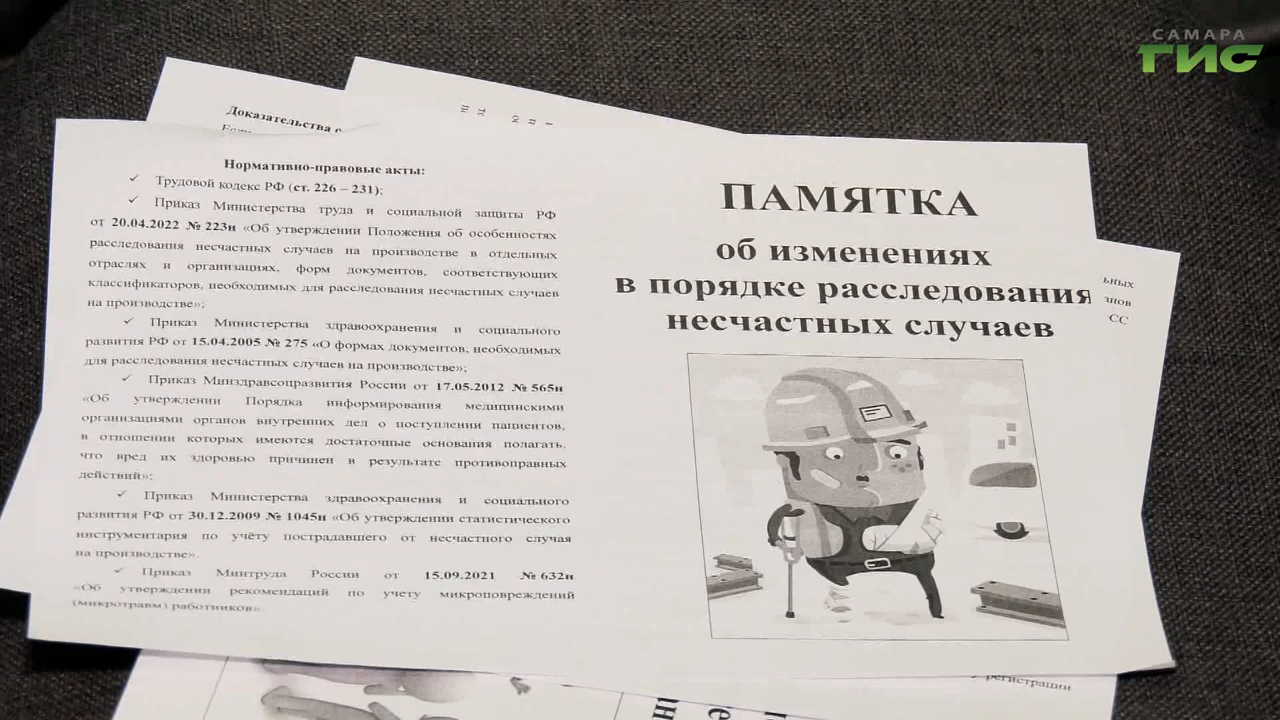 САМАРА
ГИС
Доказательства о
Нормативно-правовые акты:
✓ Трудовой кодекс РФ (ст. 226 – 231);
✓ Приказ Министерства труда и социальной защиты РФ
от 20.04.2022 № 223н «Об утверждении Положения об особенностях
расследования несчастных случаев на производстве в отдельных
отраслях и организациях, форм документов, соответствующих
классификаторов, необходимых для расследования несчастных случаев
на производстве»;
✓ Приказ Министерства здравоохранения и социального
развития РФ от 15.04.2005 № 275 «О формах документов, необходимых
для расследования несчастных случаев на производстве»;
✓ Приказ Минздравсоцразвития России от 17.05.2012 № 565н
«Об утверждении Порядка информирования медицинскими
организациями органов внутренних дел о поступлении пациентов,
в отношении которых имеются достаточные основания полагать,
что вред их здоровью причинен в результате противоправных
действий»;
✓ Приказ Министерства здравоохранения и социального
развития РФ от 30.12.2009 № 1045н «Об утверждении статистического
инструментария по учёту пострадавшего от несчастного случая
на производстве».
✓ Приказ Минтруда России от 15.09.2021 № 632н
«Об утверждении рекомендаций по учету микроповреждений
(микротравм) работников».
ПАМЯТКА
об изменениях
в порядке расследования
несчастных случаев
ьных
СС
регистрации